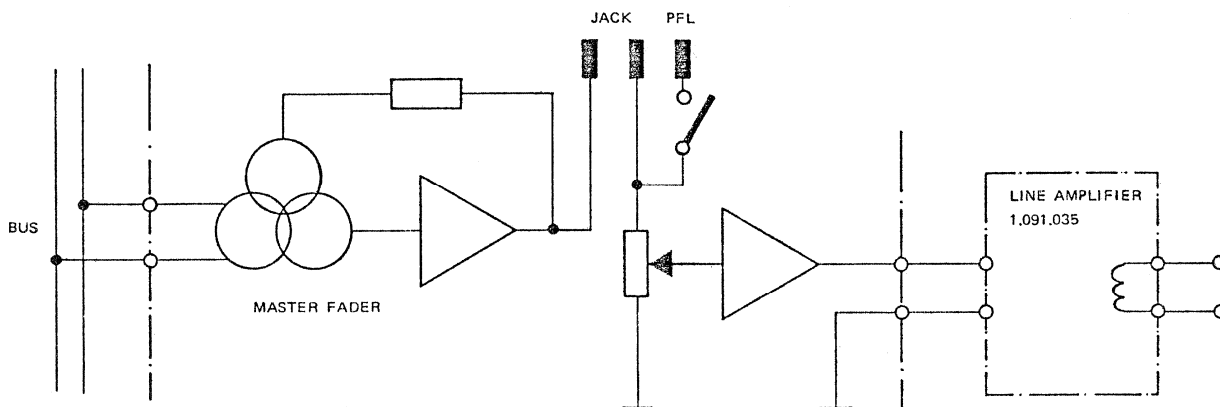 JACK PFL
BUS
MASTER FADER
LINE AMPLIFIER
1.091.035